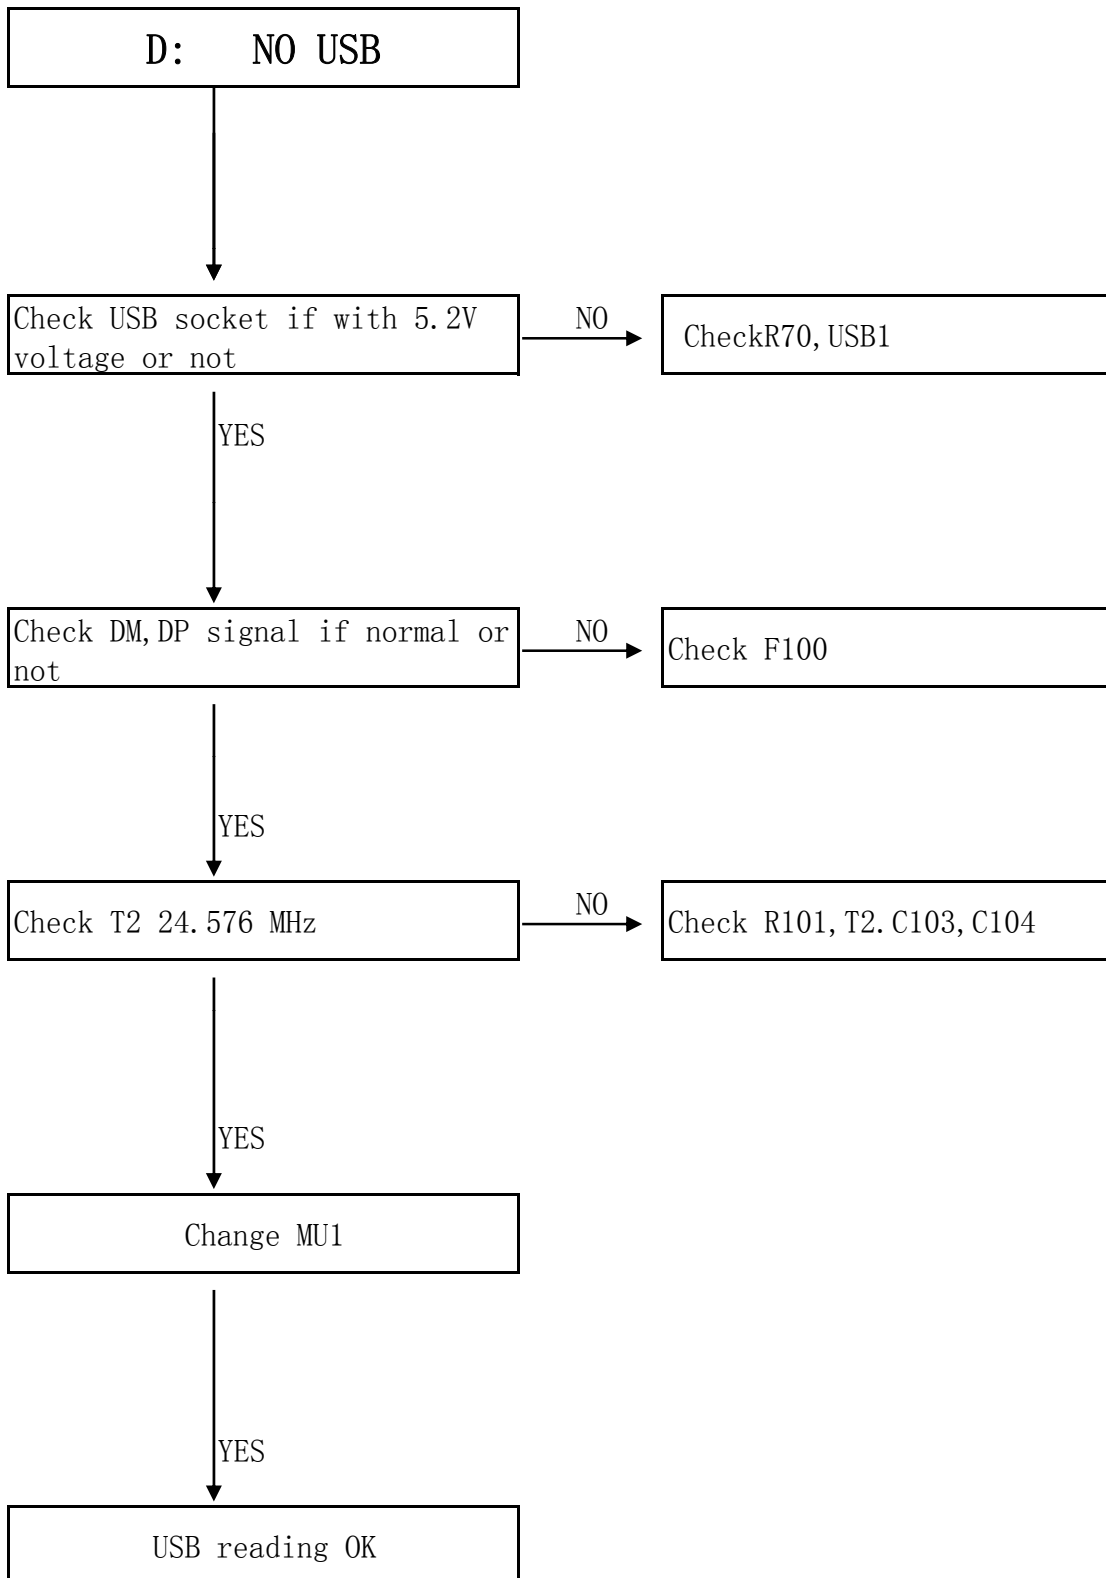 D: NO USB
Check USB socket if with 5.2V
voltage or not
NO
CheckR70,USB1
YES
Check DM,DP signal if normal or
not
NO
Check F100
YES
Check T2 24.576 MHz
NO
Check R101,T2.C103,C104
YES
Change MU1
YES
USB reading OK